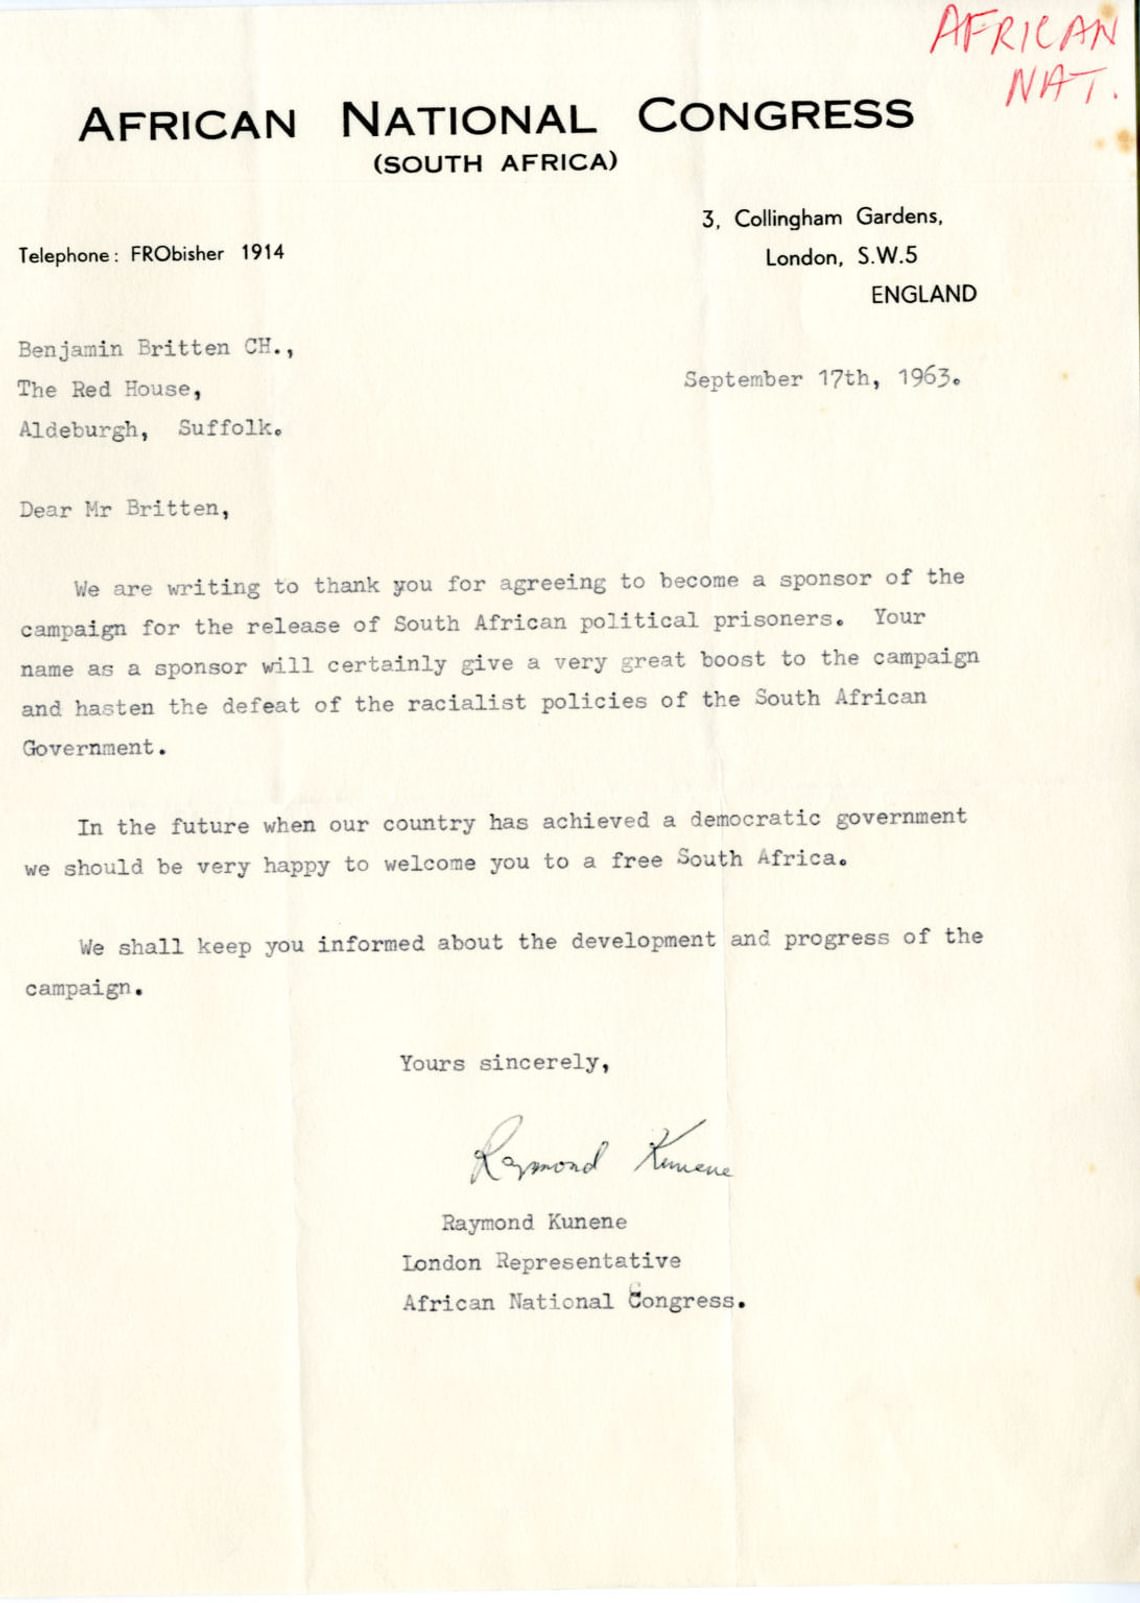 AFRICAN
NAT.
AFRICAN NATIONAL CONGRESS
(SOUTH AFRICA)
3, Collingham Gardens,
Telephone: FRObisher 1914
London, S.W.5
ENGLAND
Benjamin Britten CH.,
September 17th, 1963.
The Red House,
Aldeburgh, Suffolk.
Dear Mr Britten,
We are writing to thank you for agreeing to become a sponsor of the
campaign for the release of South African political prisoners. Your
name as a sponsor will certainly give a very great boost to the campaign
and hasten the defeat of the racialist policies of the South African
Government.
In the future when our country has achieved a democratic government
we should be very happy to welcome you to a free South Africa.
We shall keep you informed about the development and progress of the
campaign.
Yours sincerely,
Raymond Kunene
Raymond Kunene
London Representative
African National Congress.